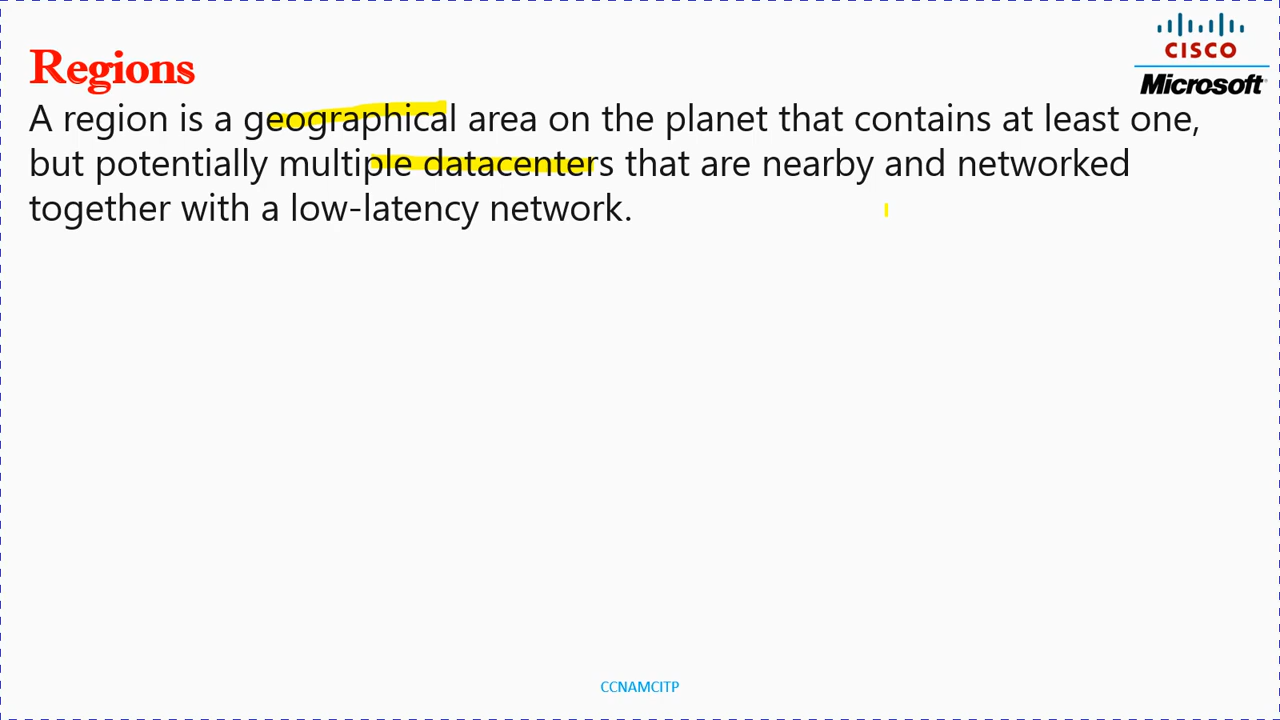 CISCO
Microsoft
Regions
A region is a geographical area on the planet that contains at least one,
but potentially multiple datacenters that are nearby and networked
together with a low-latency network.
CCNAMCITP